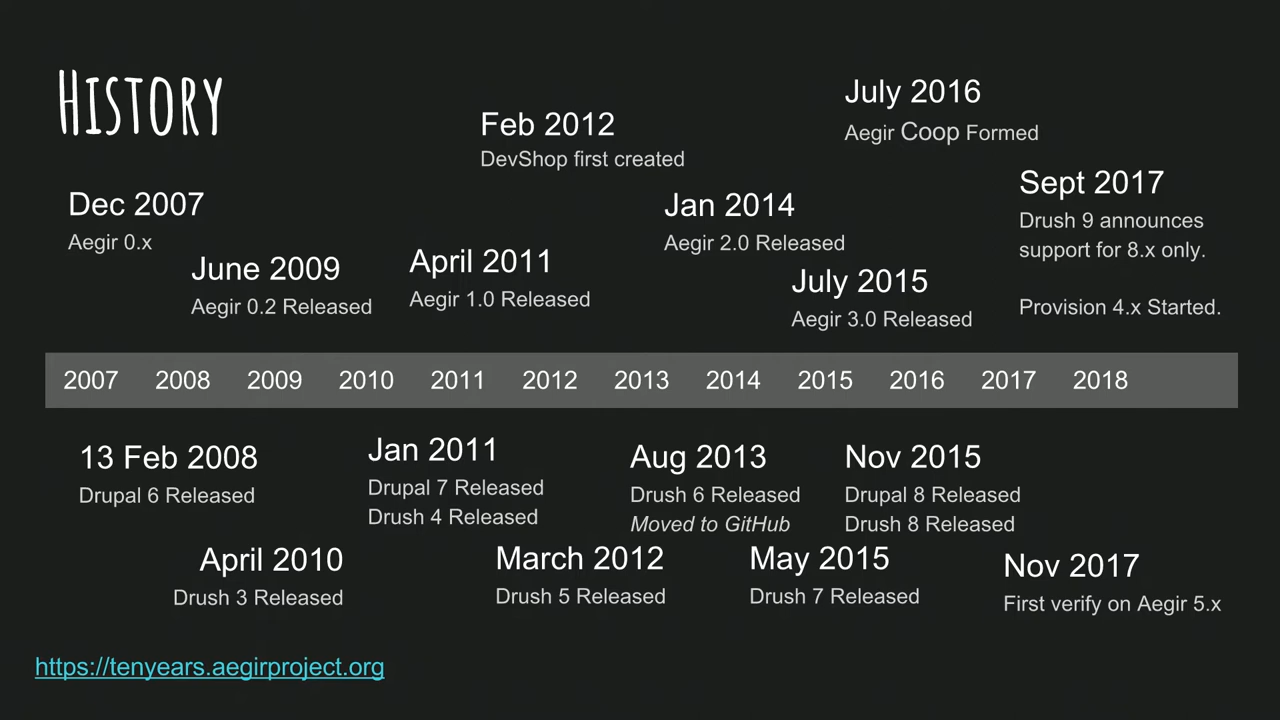 HISTORY
Dec 2007
Aegir 0.x
June 2009
Aegir 0.2 Released
April 2011
Aegir 1.0 Released
Feb 2012
DevShop first created
Jan 2014
Aegir 2.0 Released
July 2015
Aegir 3.0 Released
July 2016
Aegir Coop Formed
Sept 2017
Drush 9 announces
support for 8.x only.
Provision 4.x Started.
2007 2008 2009 2010 2011 2012 2013 2014 2015 2016 2017 2018
13 Feb 2008
Drupal 6 Released
April 2010
Drush 3 Released
Jan 2011
Drupal 7 Released
Drush 4 Released
March 2012
Drush 5 Released
Aug 2013
Drush 6 Released
Moved to GitHub
May 2015
Drush 7 Released
Nov 2015
Drupal 8 Released
Drush 8 Released
Nov 2017
First verify on Aegir 5.x
https://tenyears.aegirproject.org